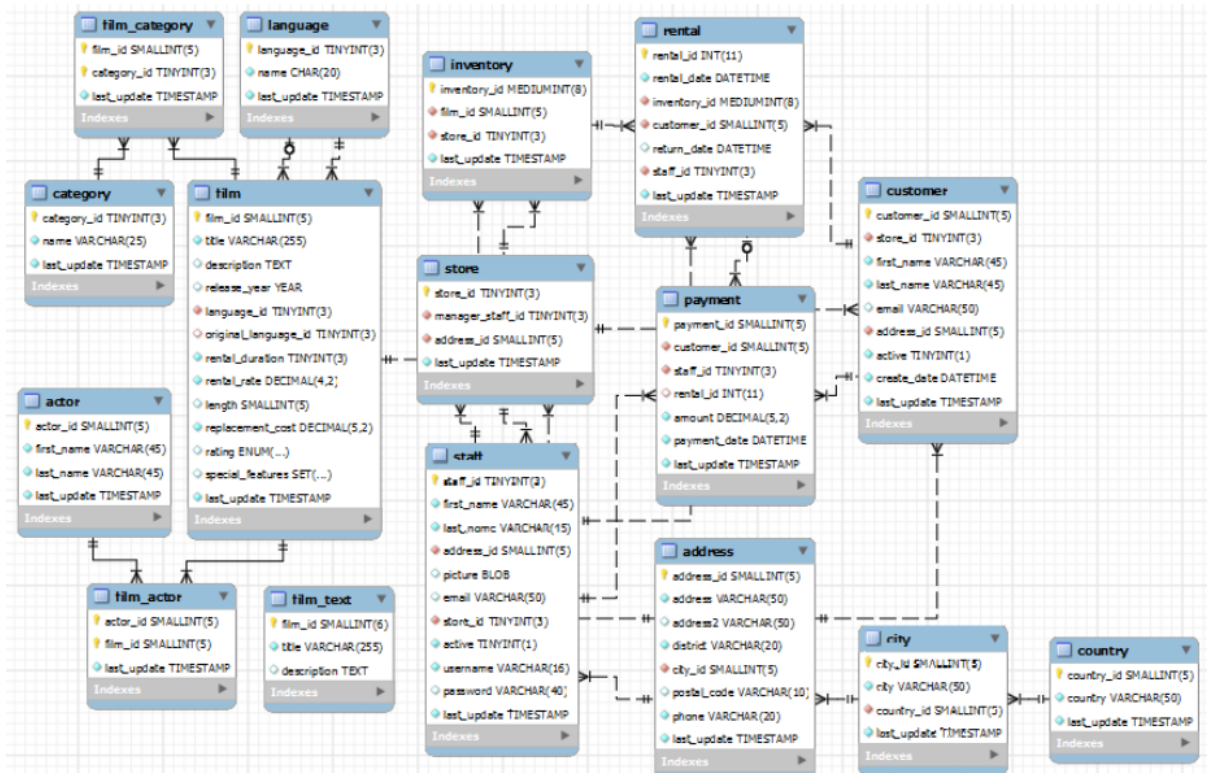 film_category
film_id SMALLINT(5)
category_id TINYINT(3)
last_update TIMESTAMP
Indexes
language
language_id TINYINT(3)
name CHAR(20)
last_update TIMESTAMP
Indexes
inventory
inventory_id MEDIUMINT(8)
film_id SMALLINT(5)
store_id TINYINT(3)
last_update TIMESTAMP
Indexes
rental
rental_id INT(11)
rental_date DATETIME
inventory_id MEDIUMINT(8)
customer_id SMALLINT(5)
return_date DATETIME
staff_id TINYINT(3)
last_update TIMESTAMP
Indexes
category
category_id TINYINT(3)
name VARCHAR(25)
last_update TIMESTAMP
Indexes
film
film_id SMALLINT(5)
title VARCHAR(255)
description TEXT
release_year YEAR
language_id TINYINT(3)
original_language_id TINYINT(3)
rental_duration TINYINT(3)
rental_rate DECIMAL(4,2)
length SMALLINT(5)
replacement_cost DECIMAL(5,2)
rating ENUM(...)
special_features SET(...)
last_update TIMESTAMP
Indexes
store
store_id TINYINT(3)
manager_staff_id TINYINT(3)
address_id SMALLINT(5)
last_update TIMESTAMP
Indexes
payment
payment_id SMALLINT(5)
customer_id SMALLINT(5)
staff_id TINYINT(3)
rental_id INT(11)
amount DECIMAL(5,2)
payment_date DATETIME
last_update TIMESTAMP
Indexes
customer
customer_id SMALLINT(5)
store_id TINYINT(3)
first_name VARCHAR(45)
last_name VARCHAR(45)
email VARCHAR(50)
address_id SMALLINT(5)
active TINYINT(1)
create_date DATETIME
last_update TIMESTAMP
Indexes
actor
actor_id SMALLINT(5)
first_name VARCHAR(45)
last_name VARCHAR(45)
last_update TIMESTAMP
Indexes
staff
staff_id TINYINT(3)
first_name VARCHAR(45)
last_name VARCHAR(45)
address_id SMALLINT(5)
picture BLOB
email VARCHAR(50)
store_id TINYINT(3)
active TINYINT(1)
username VARCHAR(16)
password VARCHAR(40)
last_update TIMESTAMP
Indexes
address
address_id SMALLINT(5)
address VARCHAR(50)
address2 VARCHAR(50)
district VARCHAR(20)
city_id SMALLINT(5)
postal_code VARCHAR(10)
phone VARCHAR(20)
last_update TIMESTAMP
Indexes
film_actor
actor_id SMALLINT(5)
film_id SMALLINT(5)
last_update TIMESTAMP
Indexes
film_text
film_id SMALLINT(6)
title VARCHAR(255)
description TEXT
Indexes
city
city_id SMALLINT(5)
city VARCHAR(50)
country_id SMALLINT(5)
last_update TIMESTAMP
Indexes
country
country_id SMALLINT(5)
country VARCHAR(50)
last_update TIMESTAMP
Indexes